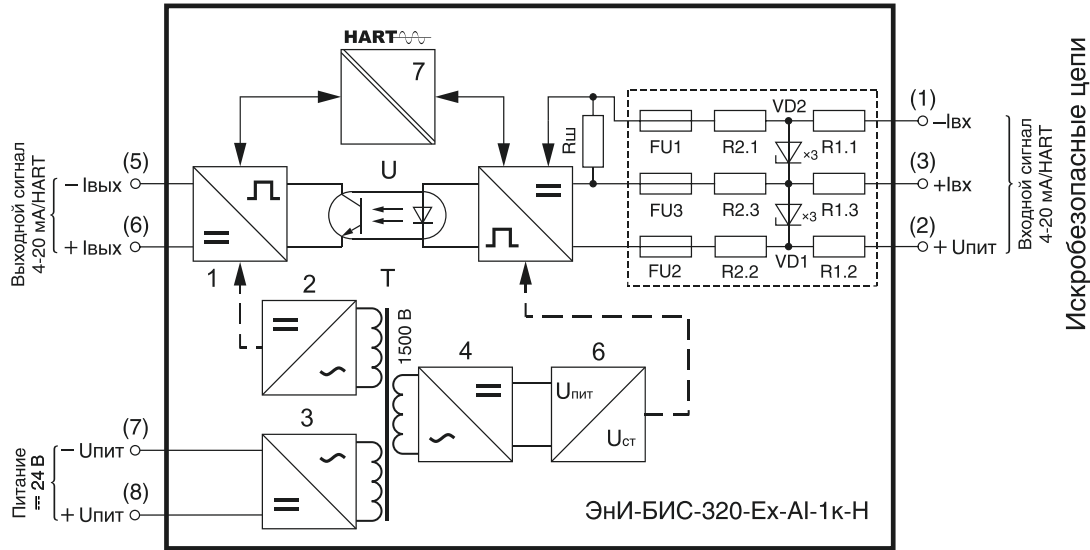 HART
7
Выходной сигнал
4-20 мА/HART
(5)
– Iвых
(6)
+ Iвых
1
U
Rш
FU1
R2.1
VD2
×3
R1.1
FU3
R2.3
×3
R1.3
FU2
R2.2
VD1
R1.2
(1)
–Iвх
(3)
+Iвх
(2)
+ Uпит
Входной сигнал
4-20 мА/HART
Искробезопасные цепи
2
T
1500 В
3
4
6
Uпит
Uст
Питание
⎓ 24 В
(7)
– Uпит
(8)
+ Uпит
ЭнИ-БИС-320-Ex-AI-1к-Н